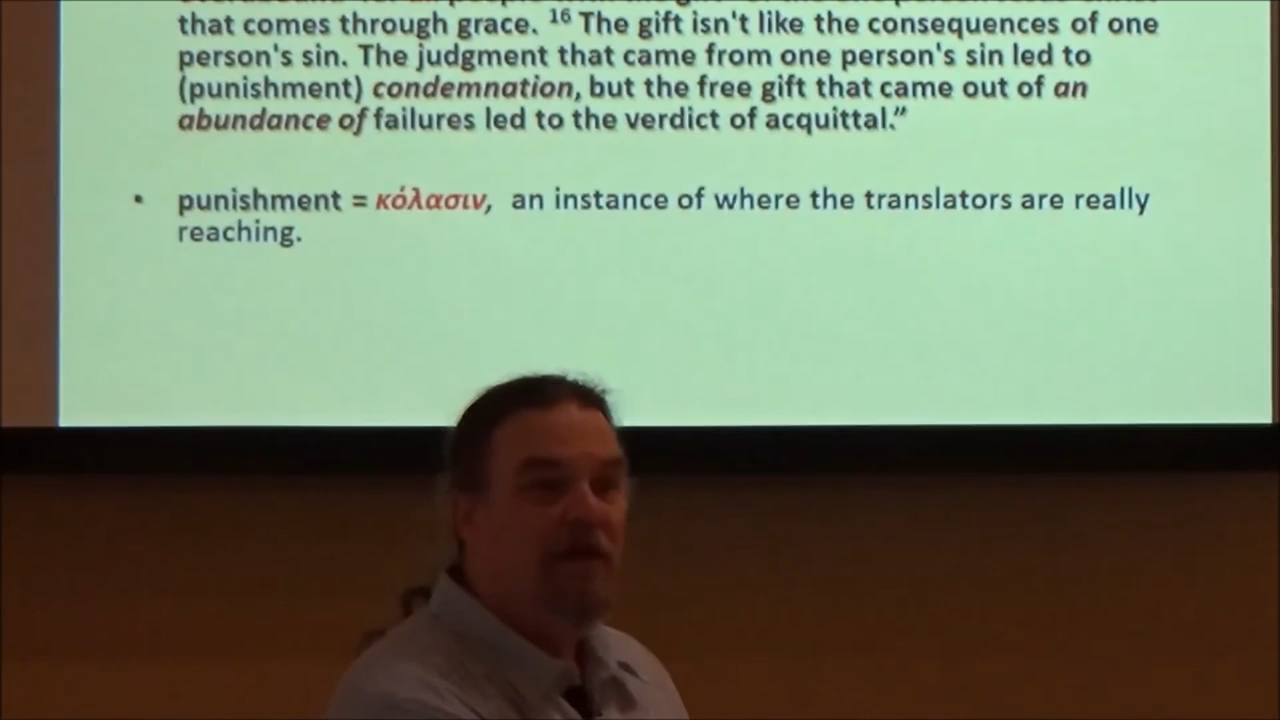 that comes through grace. 16 The gift isn't like the consequences of one
person's sin. The judgment that came from one person's sin led to
(punishment) condemnation, but the free gift that came out of an
abundance of failures led to the verdict of acquittal.”
• punishment = κόλασιν, an instance of where the translators are really
reaching.